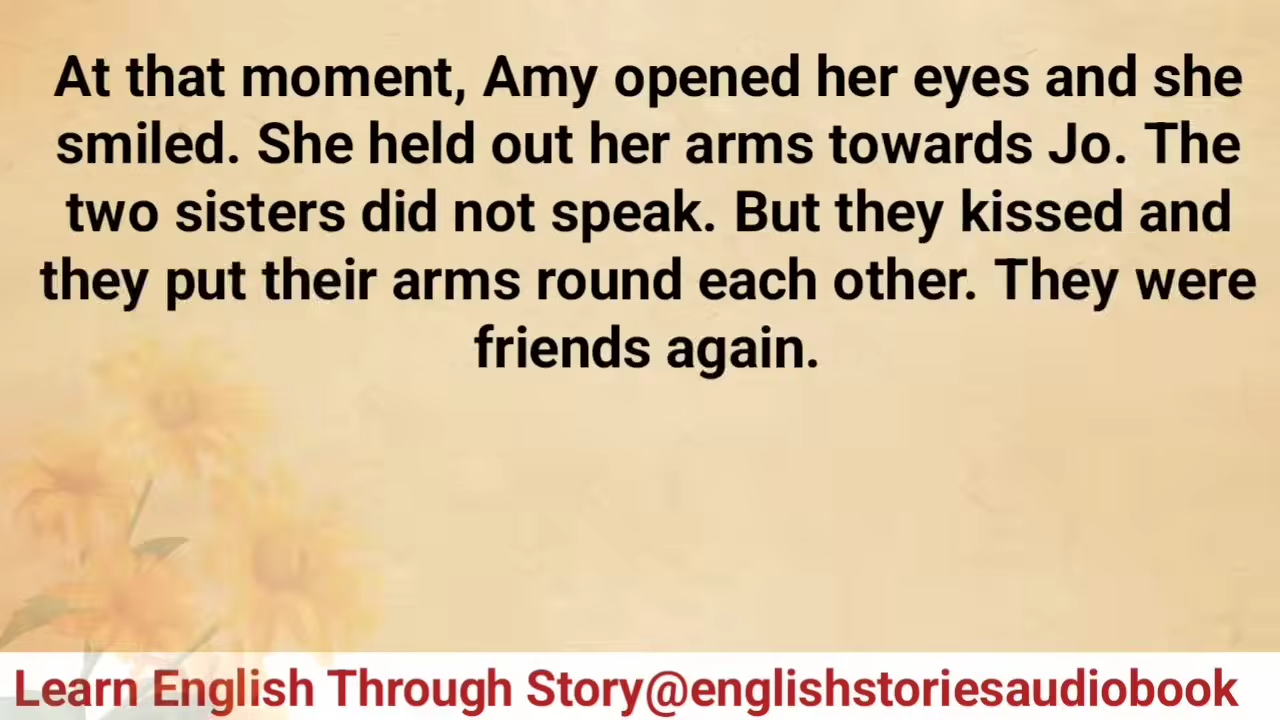 At that moment, Amy opened her eyes and she
smiled. She held out her arms towards Jo. The
two sisters did not speak. But they kissed and
they put their arms round each other. They were
friends again.
Learn English Through Story@englishstoriesaudiobook